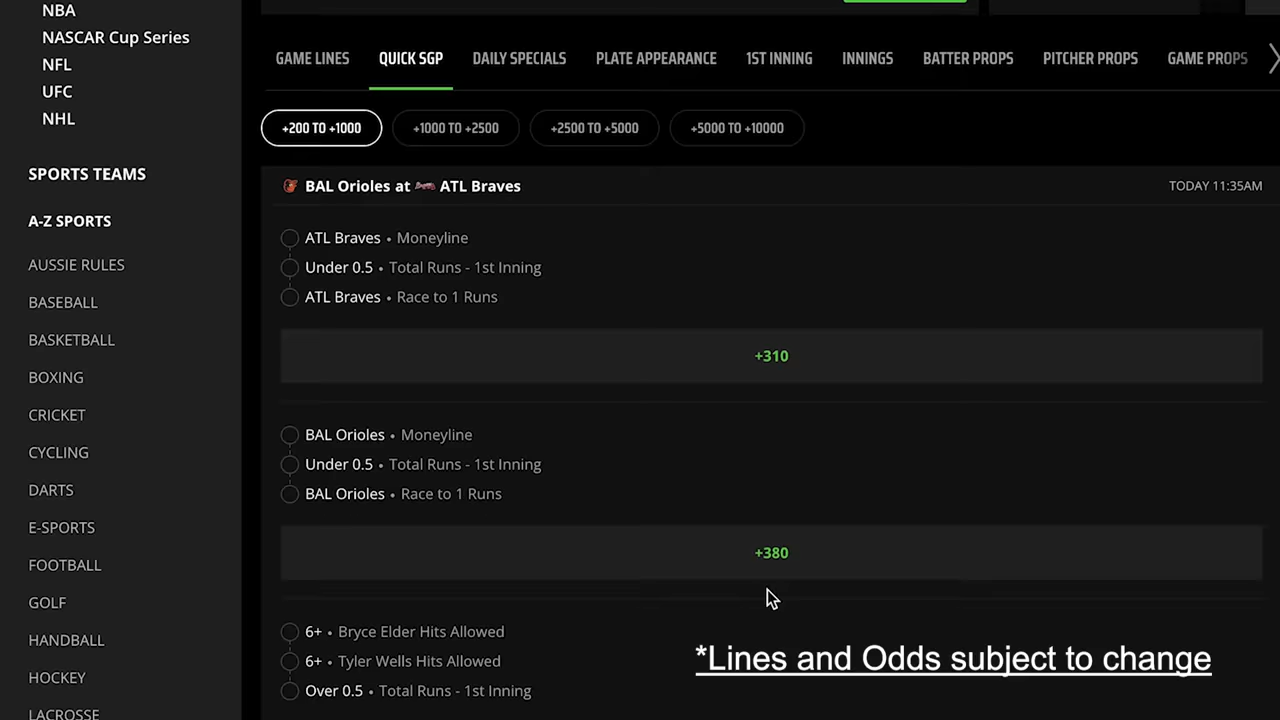 NBA
NASCAR Cup Series
NFL
UFC
NHL
SPORTS TEAMS
A-Z SPORTS
AUSSIE RULES
BASEBALL
BASKETBALL
BOXING
CRICKET
CYCLING
DARTS
E-SPORTS
FOOTBALL
GOLF
HANDBALL
HOCKEY
LACROSSE
GAME LINES QUICK SGP DAILY SPECIALS PLATE APPEARANCE 1ST INNING INNINGS BATTER PROPS PITCHER PROPS GAME PROPS
+200 TO +1000 +1000 TO +2500 +2500 TO +5000 +5000 TO +10000
BAL Orioles at ATL Braves TODAY 11:35AM
ATL Braves • Moneyline
Under 0.5 • Total Runs - 1st Inning
ATL Braves • Race to 1 Runs
+310
BAL Orioles • Moneyline
Under 0.5 • Total Runs - 1st Inning
BAL Orioles • Race to 1 Runs
+380
6+ • Bryce Elder Hits Allowed
6+ • Tyler Wells Hits Allowed
Over 0.5 • Total Runs - 1st Inning
*Lines and Odds subject to change